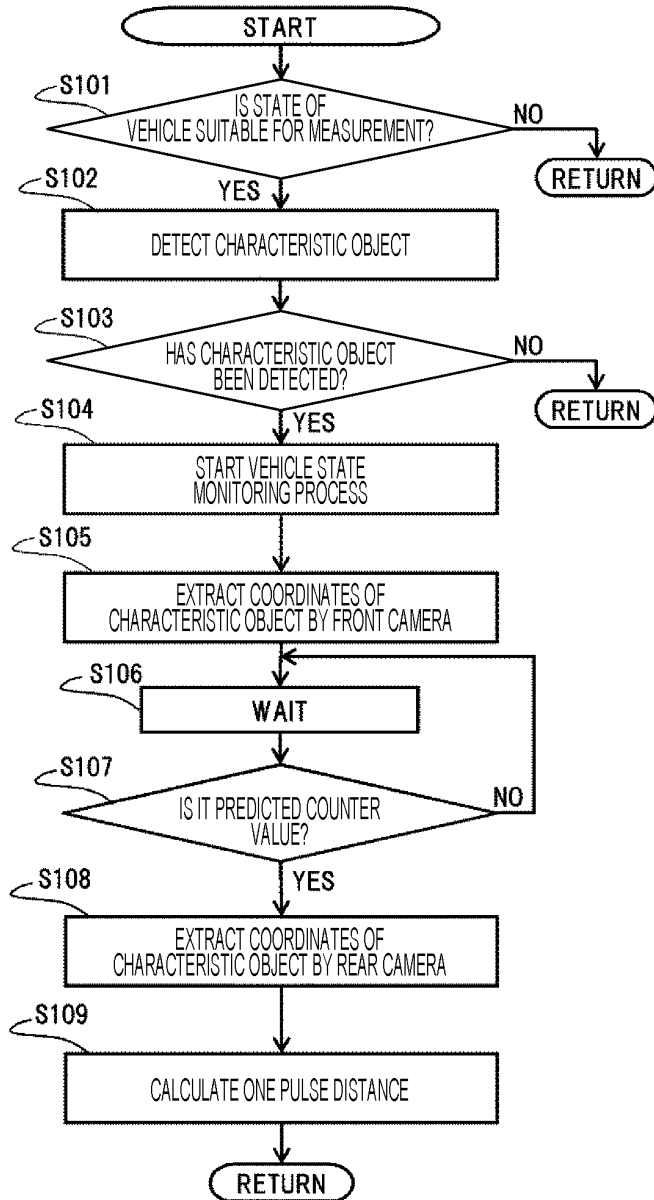 START
S101
IS STATE OF
VEHICLE SUITABLE FOR MEASUREMENT?
NO
RETURN
S102
YES
DETECT CHARACTERISTIC OBJECT
S103
HAS CHARACTERISTIC OBJECT
BEEN DETECTED?
NO
RETURN
S104
YES
START VEHICLE STATE
MONITORING PROCESS
S105
EXTRACT COORDINATES OF
CHARACTERISTIC OBJECT BY FRONT CAMERA
S106
WAIT
S107
IS IT PREDICTED COUNTER
VALUE?
NO
S108
YES
EXTRACT COORDINATES OF
CHARACTERISTIC OBJECT BY REAR CAMERA
S109
CALCULATE ONE PULSE DISTANCE
RETURN